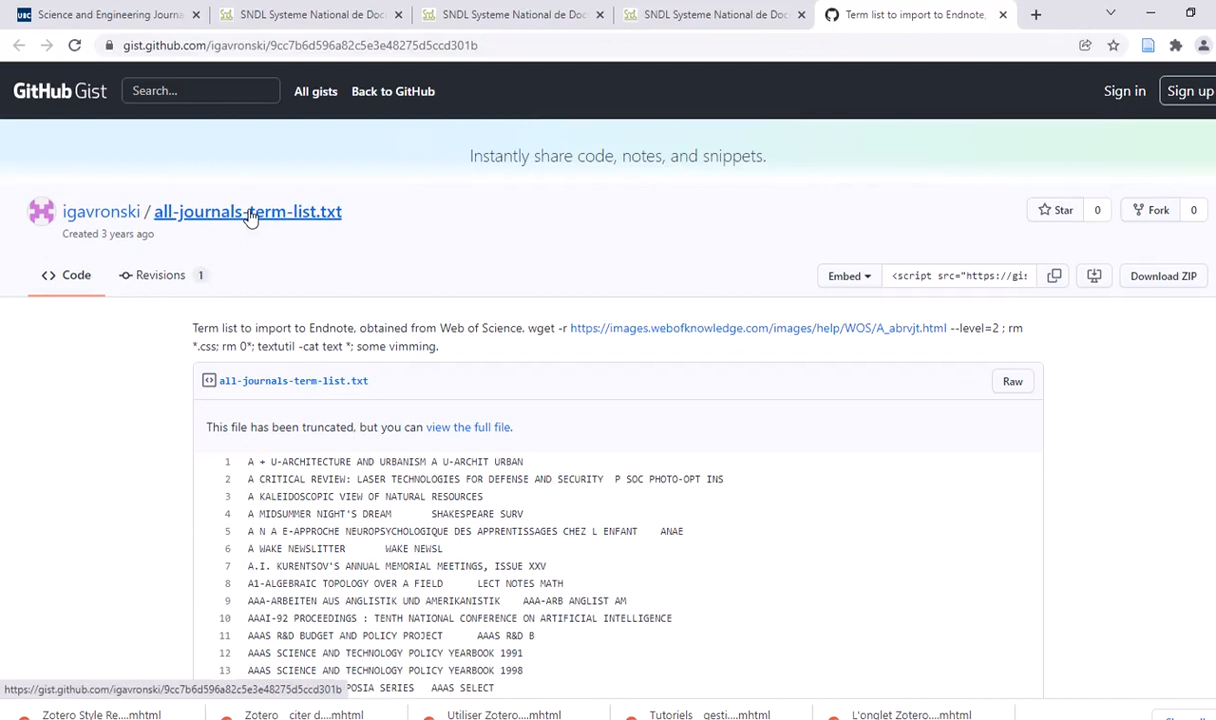 UBC Science and Engineering Journa
SNDL Systeme National de Doc
SNDL Systeme National de Doc
SNDL Systeme National de Doc
Term list to import to Endnote,
gist.github.com/igavronski/9cc7b6d596a82c5e3e48275d5ccd301b
GitHub Gist
Search...
All gists
Back to GitHub
Sign in
Sign up
Instantly share code, notes, and snippets.
igavronski / all-journals-term-list.txt
Created 3 years ago
Star 0
Fork 0
Code
Revisions 1
Embed
<script src="https://gis
Download ZIP
Term list to import to Endnote, obtained from Web of Science. wget -r https://images.webofknowledge.com/images/help/WOS/A_abrvjt.html --level=2 ; rm
*.css; rm 0*; textutil -cat text *; some vimming.
all-journals-term-list.txt
Raw
This file has been truncated, but you can view the full file.
1 A + U-ARCHITECTURE AND URBANISM A U-ARCHIT URBAN
2 A CRITICAL REVIEW: LASER TECHNOLOGIES FOR DEFENSE AND SECURITY P SOC PHOTO-OPT INS
3 A KALEIDOSCOPIC VIEW OF NATURAL RESOURCES
4 A MIDSUMMER NIGHT'S DREAM SHAKESPEARE SURV
5 A N A E-APPROCHE NEUROPSYCHOLOGIQUE DES APPRENTISSAGES CHEZ L ENFANT ANAE
6 A WAKE NEWSLITTER WAKE NEWSL
7 A.I. KURENTSOV'S ANNUAL MEMORIAL MEETINGS, ISSUE XXV
8 A1-ALGEBRAIC TOPOLOGY OVER A FIELD LECT NOTES MATH
9 AAA-ARBEITEN AUS ANGLISTIK UND AMERIKANISTIK AAA-ARB ANGLIST AM
10 AAAI-92 PROCEEDINGS : TENTH NATIONAL CONFERENCE ON ARTIFICIAL INTELLIGENCE
11 AAAS R&D BUDGET AND POLICY PROJECT AAAS R&D B
12 AAAS SCIENCE AND TECHNOLOGY POLICY YEARBOOK 1991
13 AAAS SCIENCE AND TECHNOLOGY POLICY YEARBOOK 1998
POSIA SERIES AAAS SELECT
https://gist.github.com/igavronski/9cc7b6d596a82c5e3e48275d5ccd301b
Zotero Style Re....mhtml
Zotero _ citer d....mhtml
Utiliser Zotero....mhtml
Tutoriels _ gesti....mhtml
L'onglet Zotero....mhtml